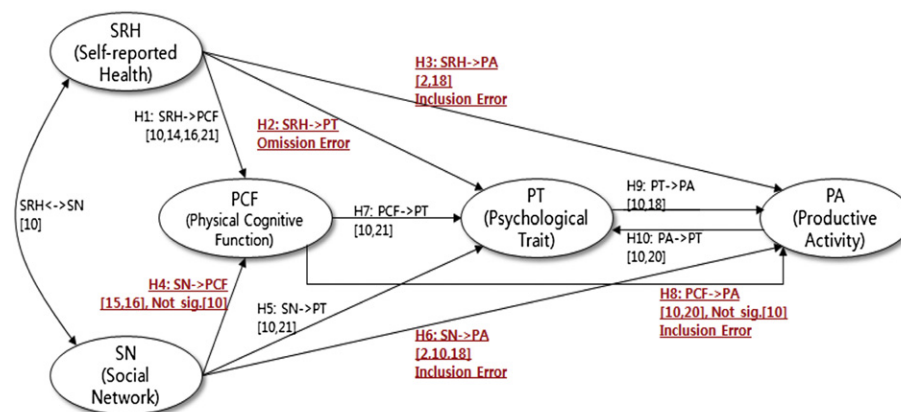 SRH
(Self-reported
Health)
H3: SRH->PA
[2,18]
Inclusion Error
H1: SRH->PCF
[10,14,16,21]
H2: SRH->PT
Omission Error
SRH<->SN
[10]
PCF
(Physical Cognitive
Function)
H7: PCF->PT
[10,21]
PT
(Psychological
Trait)
H9: PT->PA
[10,18]
H10: PA->PT
[10,20]
PA
(Productive
Activity)
H4: SN->PCF
[15,16], Not sig.[10]
H5: SN->PT
[10,21]
H6: SN->PA
[2,10,18]
Inclusion Error
H8: PCF->PA
[10,20], Not sig.[10]
Inclusion Error
SN
(Social
Network)